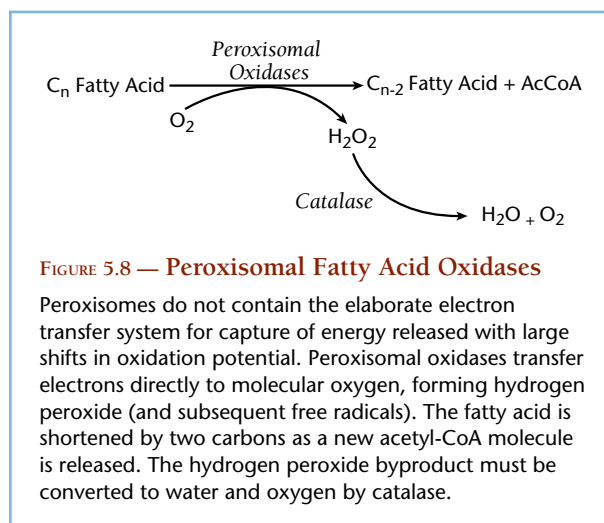 Peroxisomal
Oxidases
Cn Fatty Acid
Cn-2 Fatty Acid + AcCoA
O2
H2O2
Catalase
H2O + O2
FIGURE 5.8 — Peroxisomal Fatty Acid Oxidases
Peroxisomes do not contain the elaborate electron
transfer system for capture of energy released with large
shifts in oxidation potential. Peroxisomal oxidases transfer
electrons directly to molecular oxygen, forming hydrogen
peroxide (and subsequent free radicals). The fatty acid is
shortened by two carbons as a new acetyl-CoA molecule
is released. The hydrogen peroxide byproduct must be
converted to water and oxygen by catalase.